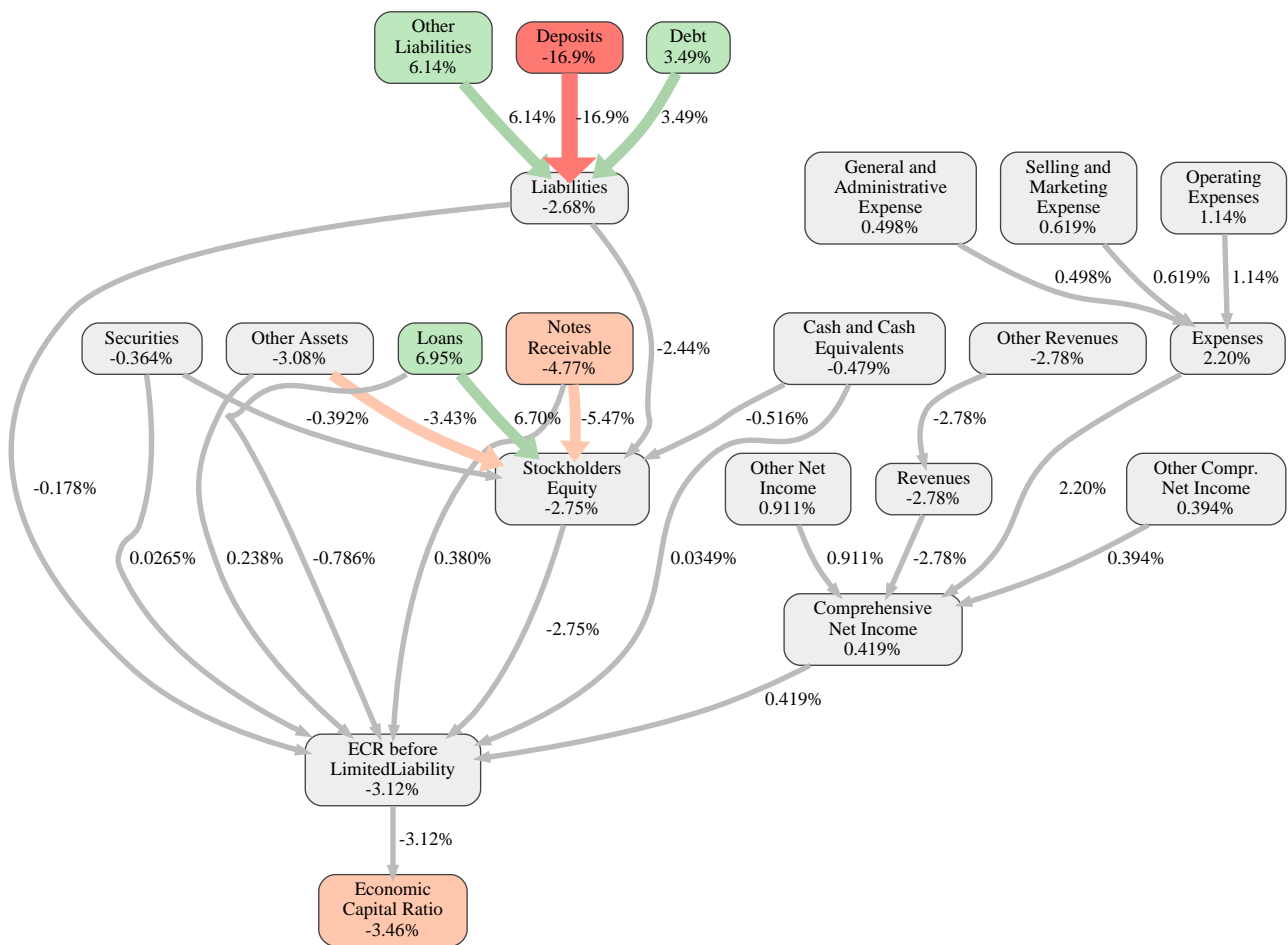 Other
Liabilities
6.14%
Deposits
-16.9%
Debt
3.49%
6.14%
-16.9%
3.49%
Liabilities
-2.68%
General and
Administrative
Expense
0.498%
Selling and
Marketing
Expense
0.619%
Operating
Expenses
1.14%
0.498%
0.619%
1.14%
Securities
-0.364%
Other Assets
-3.08%
Loans
6.95%
Notes
Receivable
-4.77%
-2.44%
Cash and Cash
Equivalents
-0.479%
Other Revenues
-2.78%
Expenses
2.20%
-0.392%
-3.43%
6.70%
-5.47%
-0.516%
-2.78%
-0.178%
Stockholders
Equity
-2.75%
Other Net
Income
0.911%
Revenues
-2.78%
2.20%
Other Compr.
Net Income
0.394%
0.0265%
0.238%
-0.786%
0.380%
0.0349%
0.911%
-2.78%
0.394%
-2.75%
Comprehensive
Net Income
0.419%
0.419%
ECR before
LimitedLiability
-3.12%
-3.12%
Economic
Capital Ratio
-3.46%